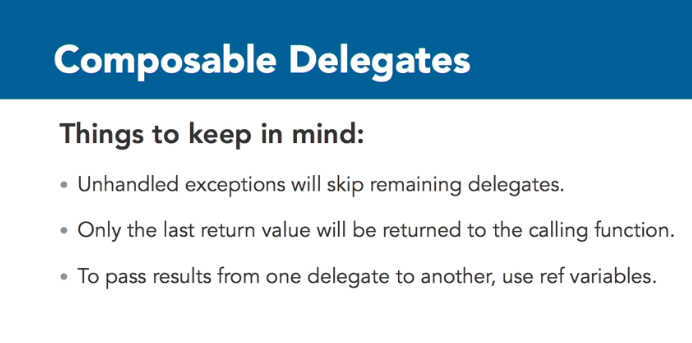 Composable Delegates
Things to keep in mind:
• Unhandled exceptions will skip remaining delegates.
• Only the last return value will be returned to the calling function.
• To pass results from one delegate to another, use ref variables.